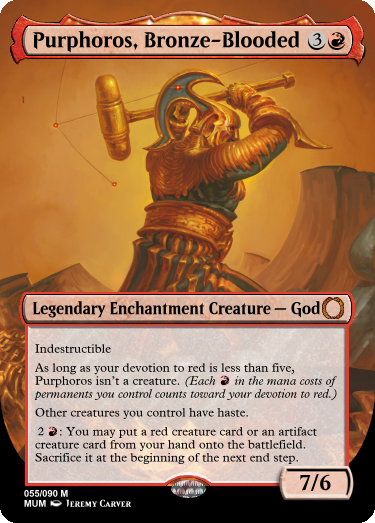 Purphoros, Bronze-Blooded 3
Legendary Enchantment Creature — God
Indestructible
As long as your devotion to red is less than five,
Purphoros isn't a creature. (Each in the mana costs of
permanents you control counts toward your devotion to red.)
Other creatures you control have haste.
2 : You may put a red creature card or an artifact
creature card from your hand onto the battlefield.
Sacrifice it at the beginning of the next end step.
7/6
055/090 M
MUM Jeremy Carver